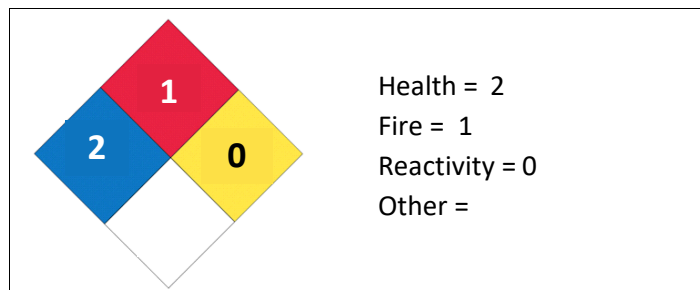 1
2
0
Health = 2
Fire = 1
Reactivity = 0
Other =